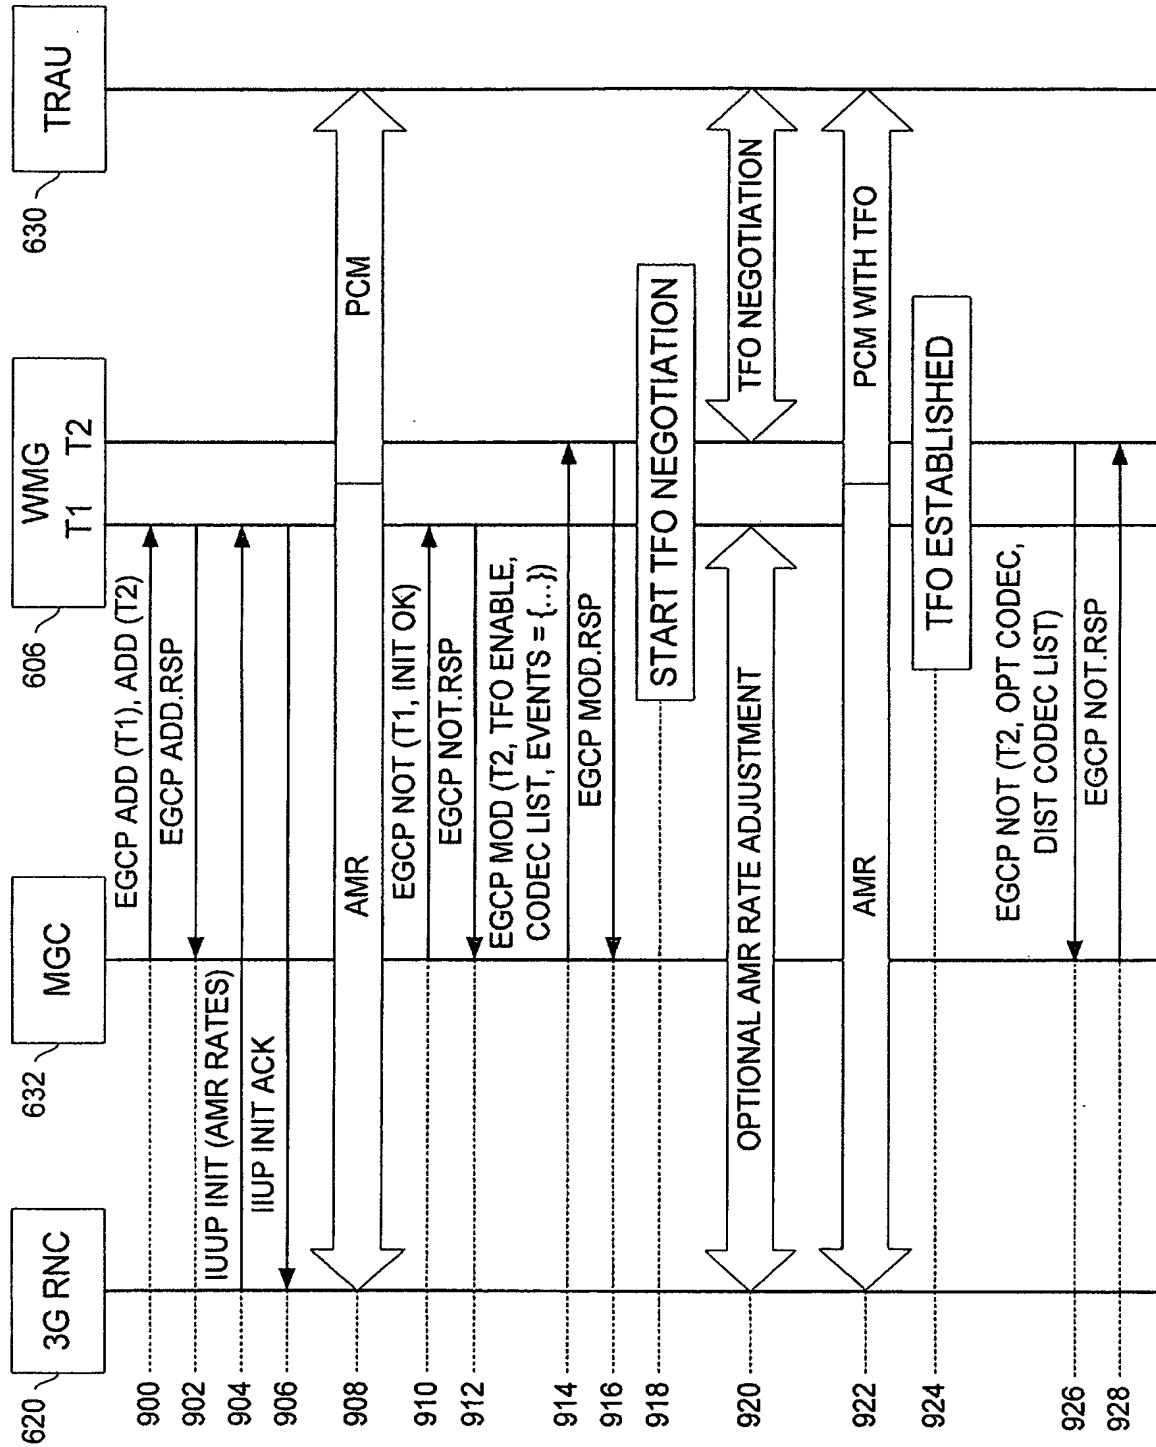 620
3G RNC
632
MGC
606
WMG
T1 T2
630
TRAU
900
EGCP ADD (T1), ADD (T2)
902
EGCP ADD.RSP
904
IUUP INIT (AMR RATES)
906
IIUP INIT ACK
908
AMR
PCM
910
EGCP NOT (T1, INIT OK)
912
EGCP NOT.RSP
914
EGCP MOD (T2, TFO ENABLE,
CODEC LIST, EVENTS = {...})
916
EGCP MOD.RSP
918
START TFO NEGOTIATION
920
OPTIONAL AMR RATE ADJUSTMENT
TFO NEGOTIATION
922
AMR
PCM WITH TFO
924
TFO ESTABLISHED
926
EGCP NOT (T2, OPT CODEC,
DIST CODEC LIST)
928
EGCP NOT.RSP